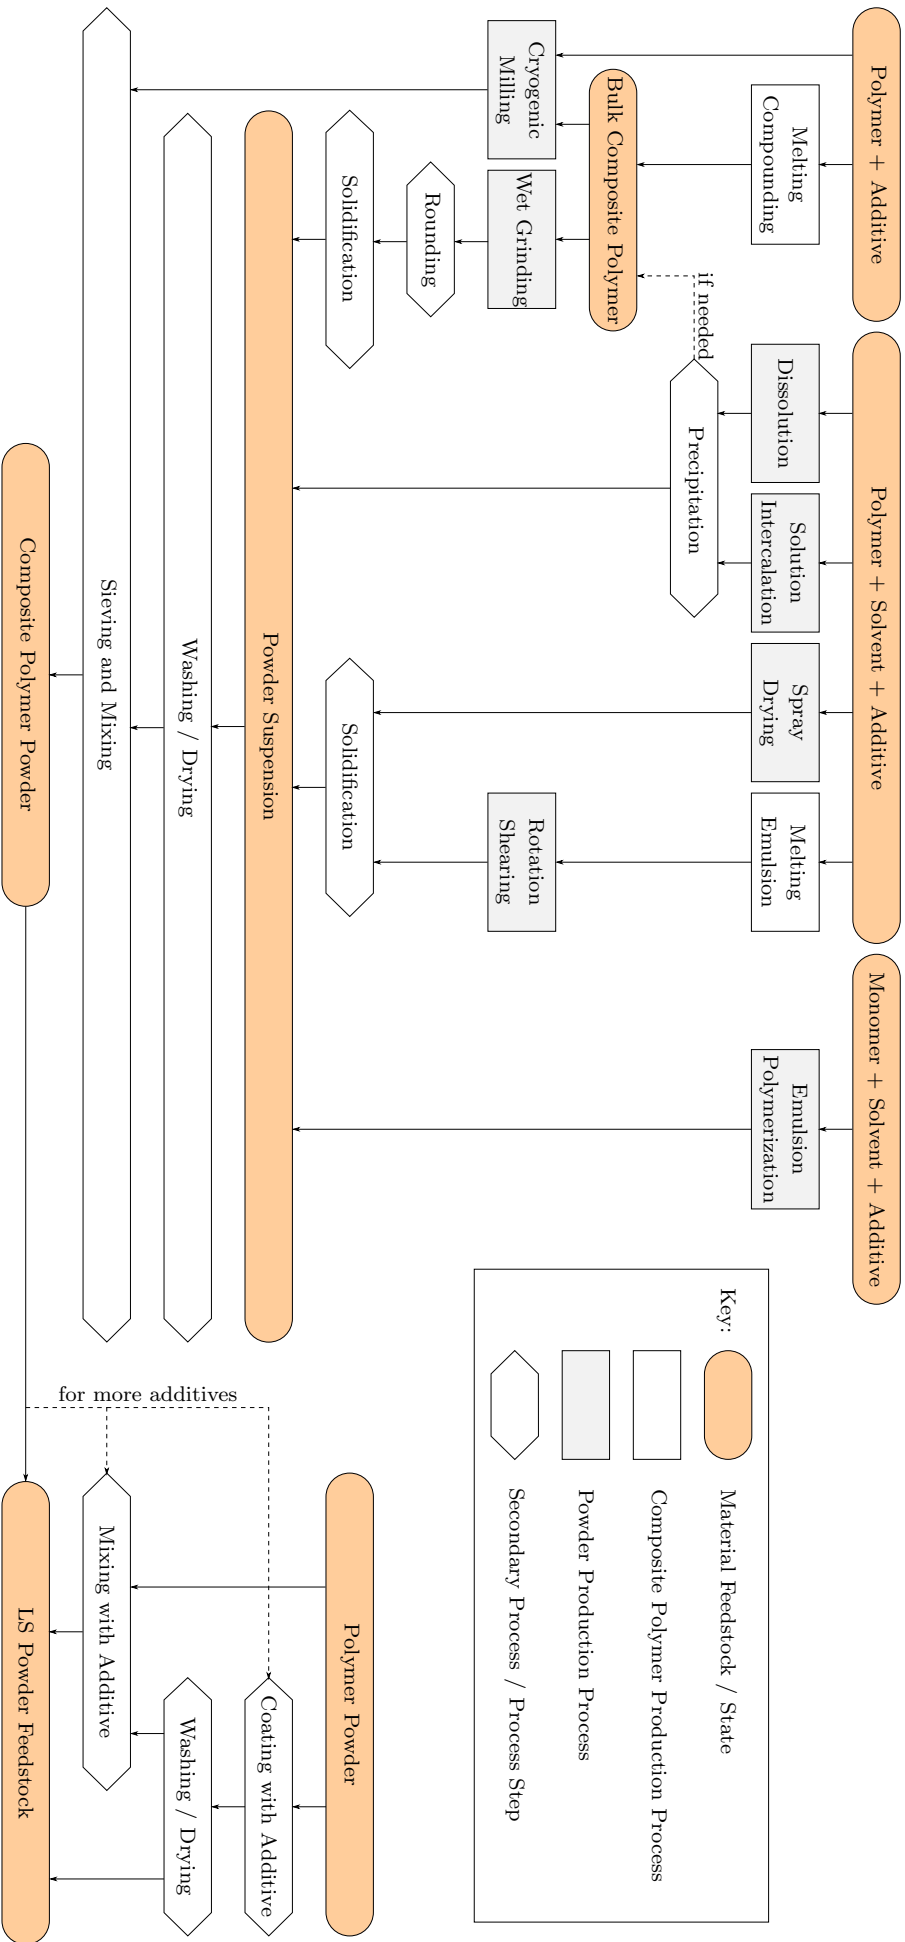 Polymer + Additive
Polymer + Solvent + Additive
Monomer + Solvent + Additive
Melting
Compounding
Dissolution
Solution
Intercalation
Spray
Drying
Melting
Emulsion
Emulsion
Polymerization
if needed
Precipitation
Bulk Composite Polymer
Cryogenic
Milling
Wet Grinding
Rotation
Shearing
Rounding
Solidification
Solidification
Powder Suspension
Washing / Drying
Sieving and Mixing
Composite Polymer Powder
Key:
Material Feedstock / State
Composite Polymer Production Process
Powder Production Process
Secondary Process / Process Step
Polymer Powder
for more additives
Coating with Additive
Washing / Drying
Mixing with Additive
LS Powder Feedstock